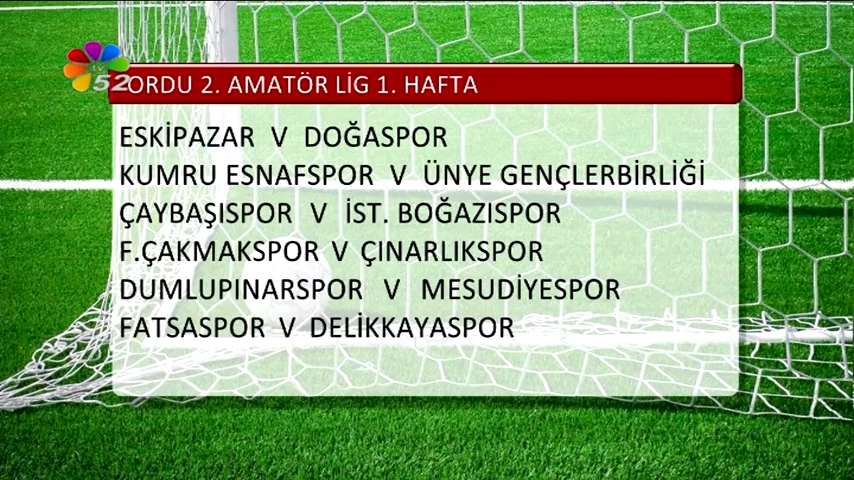 52
ORDU 2. AMATÖR LİG 1. HAFTA
ESKİPAZAR V DOĞASPOR
KUMRU ESNAFSPOR V ÜNYE GENÇLERBİRLİĞİ
ÇAYBAŞISPOR V İST. BOĞAZISPOR
F.ÇAKMAKSPOR V ÇINARLIKSPOR
DUMLUPINARSPOR V MESUDİYESPOR
FATSASPOR V DELİKKAYASPOR